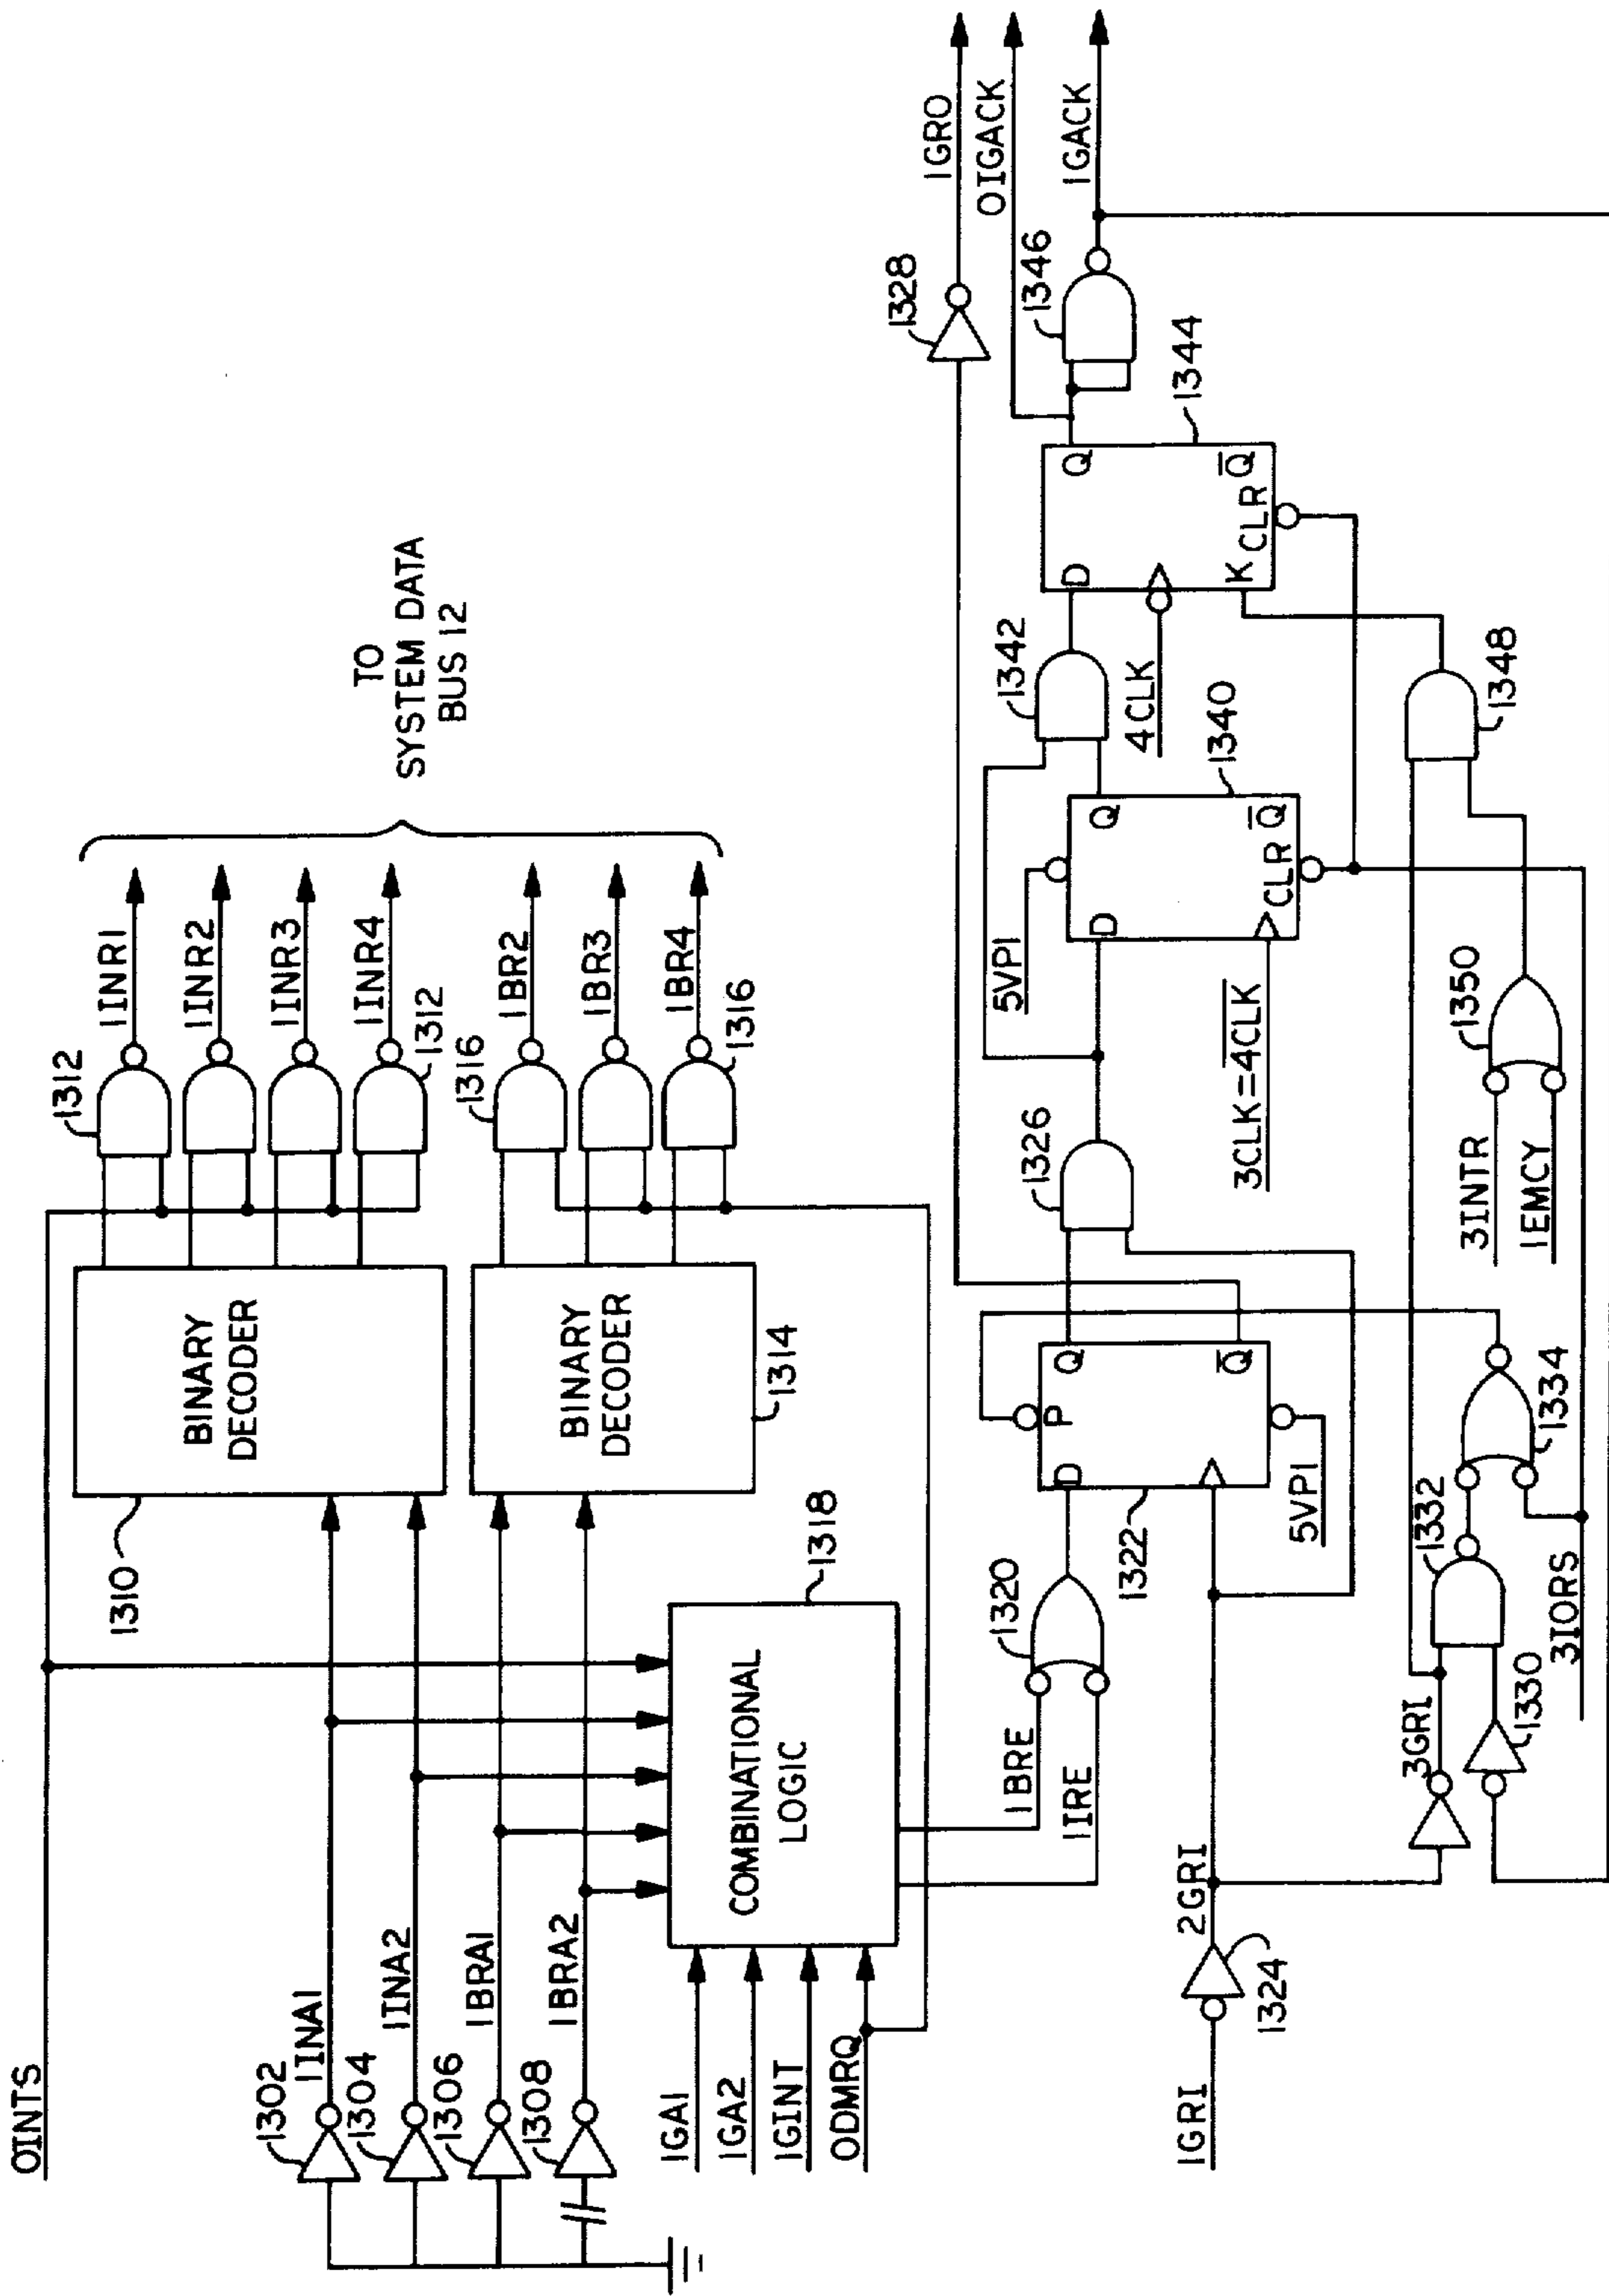 0INTS
1302
1INA1
1304
1INA2
1306
1BRA1
1308
1BRA2
1310
BINARY
DECODER
1312
1INR1
1INR2
1INR3
1INR4
1312
BINARY
DECODER
1314
1316
1BR2
1BR3
1BR4
1316
TO
SYSTEM DATA
BUS 12
1GA1
1GA2
1GINT
0DMRQ
COMBINATIONAL
LOGIC
1318
1BRE
1IRE
1320
D
P
Q
Q
1322
5VP1
1GRI
1324
2GRI
3GRI
1330
1332
1334
3IORS
1326
1328
1GRO
5VP1
D
Q
Q
CLR
1340
3CLK=4CLK
1342
4CLK
D
Q
Q
K
CLR
1344
1346
0IGACK
1GACK
1348
3INTR
1EMCY
1350